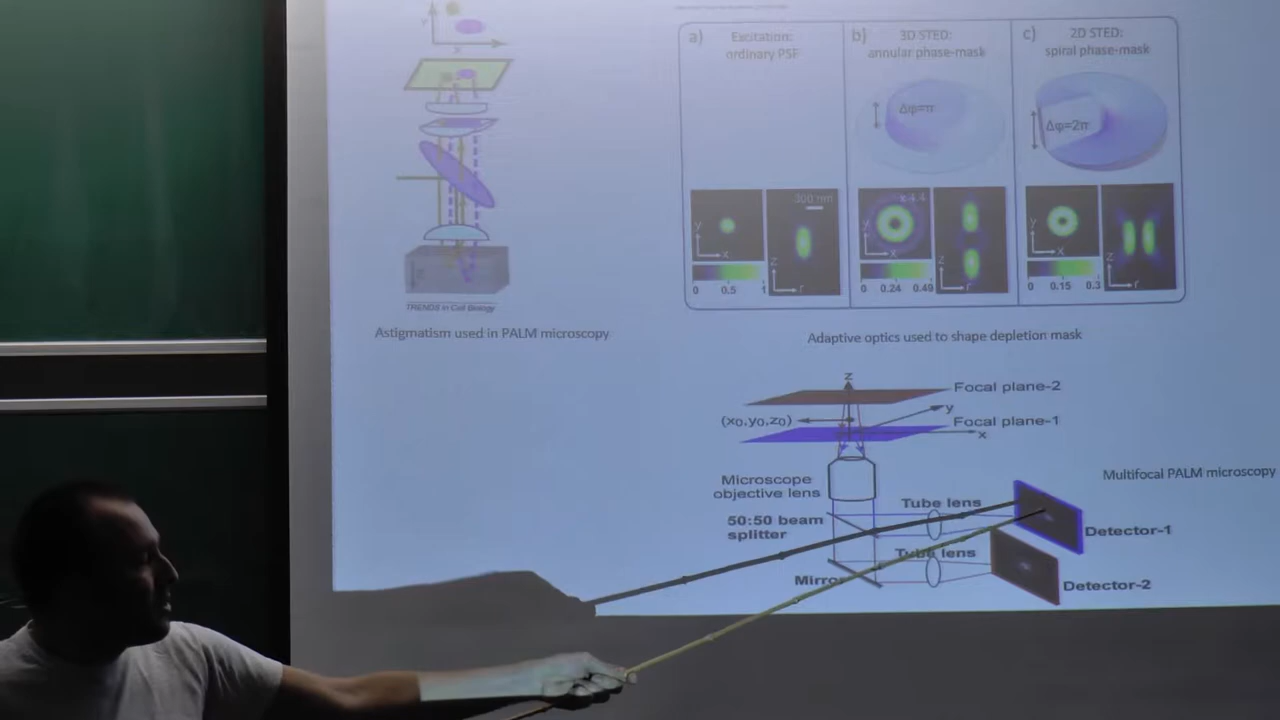 a)
Excitation:
ordinary PSF
b)
3D STED:
annular phase-mask
c)
2D STED:
spiral phase-mask
Δφ=π
Δφ=2π
300 nm
x 4.4
y
x
z
y
x
z
r
y
x
z
r
0 0.5 1
0 0.24 0.49
0 0.15 0.3
TRENDS in Cell Biology
Astigmatism used in PALM microscopy
Adaptive optics used to shape depletion mask
z
Focal plane-2
y
(x₀,y₀,z₀)
Focal plane-1
x
Microscope
objective lens
Multifocal PALM microscopy
Tube lens
50:50 beam
splitter
Detector-1
Tube lens
Detector-2